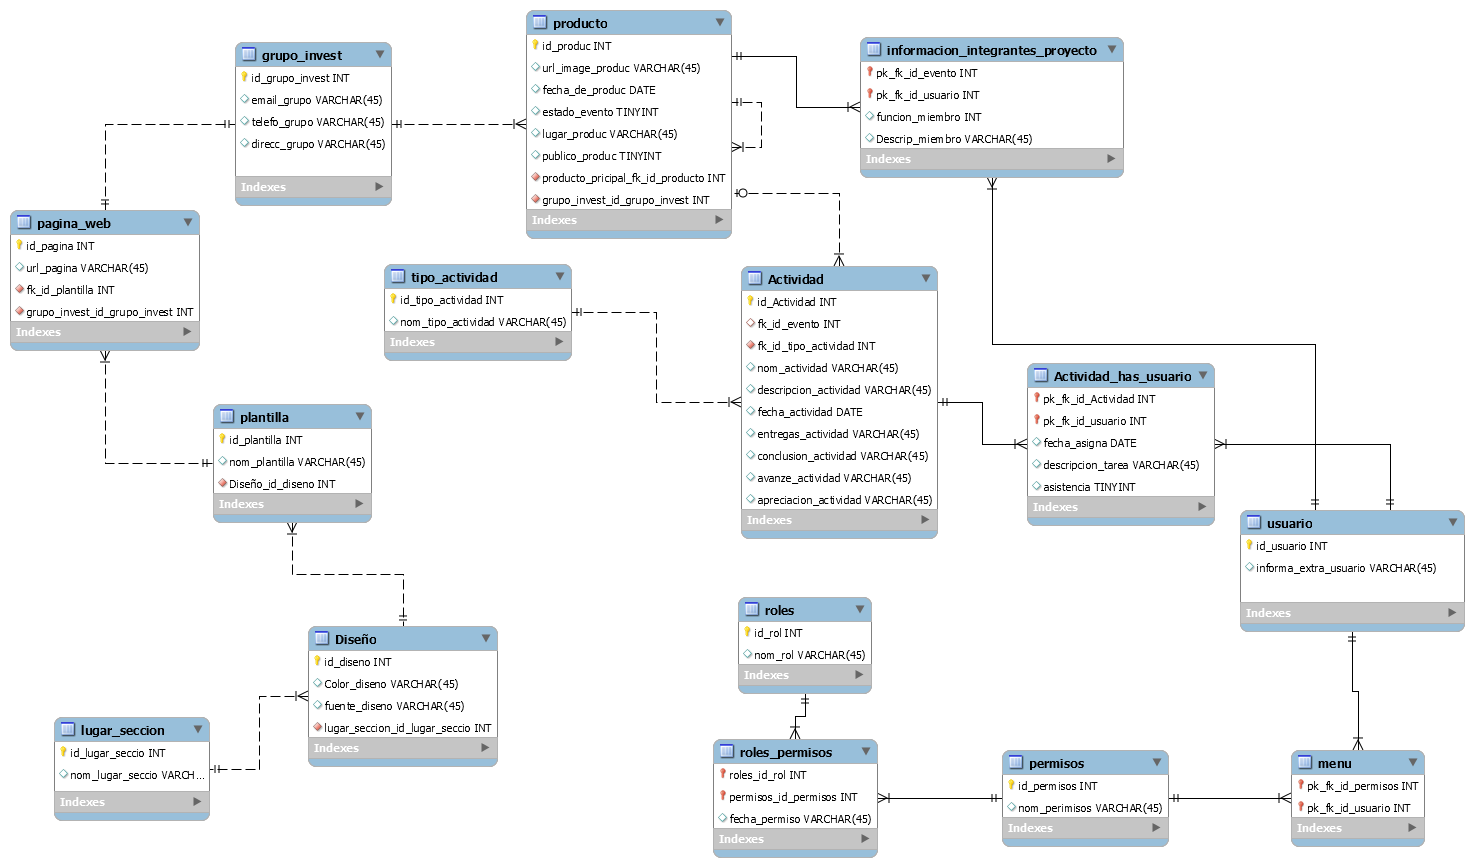 grupo_invest
id_grupo_invest INT
email_grupo VARCHAR(45)
telefo_grupo VARCHAR(45)
direcc_grupo VARCHAR(45)
Indexes
producto
id_produc INT
url_image_produc VARCHAR(45)
fecha_de_produc DATE
estado_evento TINYINT
lugar_produc VARCHAR(45)
publico_produc TINYINT
producto_pricipal_fk_id_producto INT
grupo_invest_id_grupo_invest INT
Indexes
informacion_integrantes_proyecto
pk_fk_id_evento INT
pk_fk_id_usuario INT
funcion_miembro INT
Descrip_miembro VARCHAR(45)
Indexes
pagina_web
id_pagina INT
url_pagina VARCHAR(45)
fk_id_plantilla INT
grupo_invest_id_grupo_invest INT
Indexes
tipo_actividad
id_tipo_actividad INT
nom_tipo_actividad VARCHAR(45)
Indexes
Actividad
id_Actividad INT
fk_id_evento INT
fk_id_tipo_actividad INT
nom_actividad VARCHAR(45)
descripcion_actividad VARCHAR(45)
fecha_actividad DATE
entregas_actividad VARCHAR(45)
conclusion_actividad VARCHAR(45)
avanze_actividad VARCHAR(45)
apreciacion_actividad VARCHAR(45)
Indexes
Actividad_has_usuario
pk_fk_id_Actividad INT
pk_fk_id_usuario INT
fecha_asigna DATE
descripcion_tarea VARCHAR(45)
asistencia TINYINT
Indexes
plantilla
id_plantilla INT
nom_plantilla VARCHAR(45)
Diseño_id_diseno INT
Indexes
usuario
id_usuario INT
informa_extra_usuario VARCHAR(45)
Indexes
roles
id_rol INT
nom_rol VARCHAR(45)
Indexes
Diseño
id_diseno INT
Color_diseno VARCHAR(45)
fuente_diseno VARCHAR(45)
lugar_seccion_id_lugar_seccio INT
Indexes
lugar_seccion
id_lugar_seccio INT
nom_lugar_seccio VARCH...
Indexes
roles_permisos
roles_id_rol INT
permisos_id_permisos INT
fecha_permiso VARCHAR(45)
Indexes
permisos
id_permisos INT
nom_perimisos VARCHAR(45)
Indexes
menu
pk_fk_id_permisos INT
pk_fk_id_usuario INT
Indexes